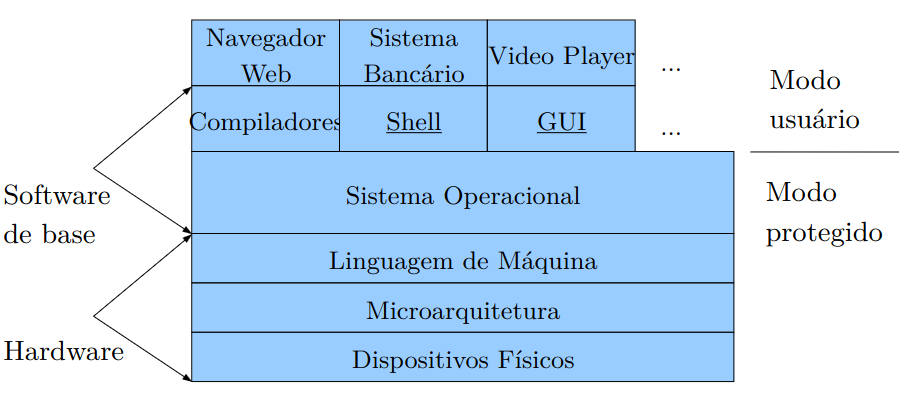 Navegador
Web
Sistema
Bancário
Video Player
...
Modo
usuário
Compiladores
Shell
GUI
...
Software
de base
Sistema Operacional
Modo
protegido
Linguagem de Máquina
Microarquitetura
Hardware
Dispositivos Físicos